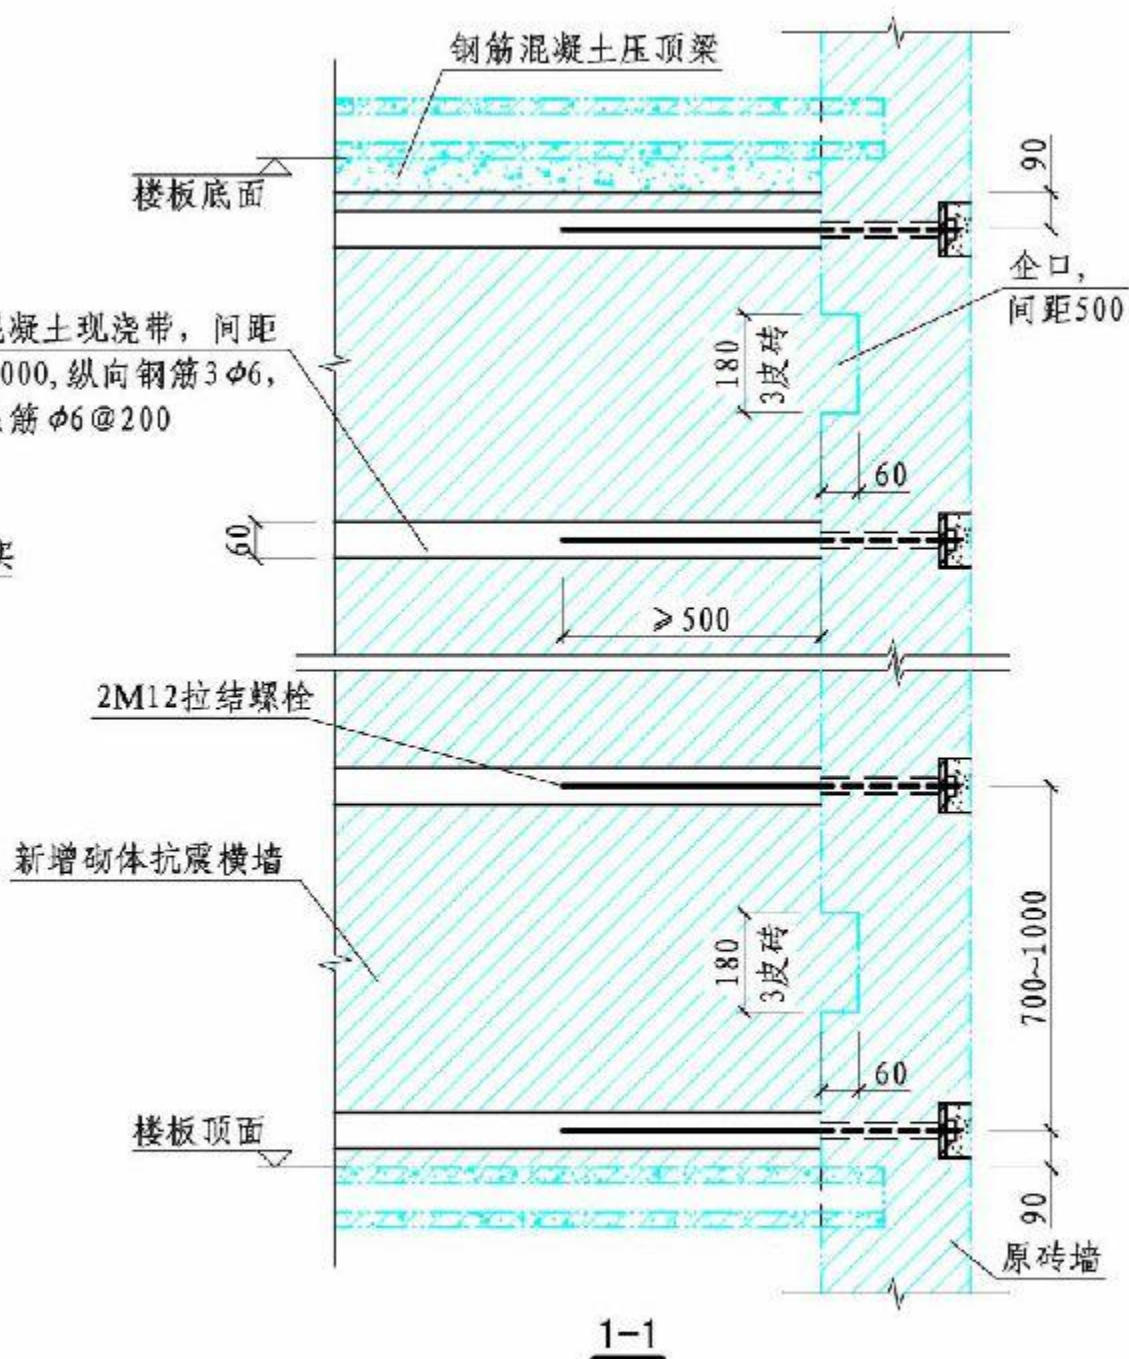 钢筋混凝土压顶梁
90
楼板底面
企口,
间距500
凝土现浇带, 间距
000, 纵向钢筋3Φ6,
筋Φ6@200
180
3皮砖
60
60
≥500
2M12拉结螺栓
新增砌体抗震横墙
180
3皮砖
700~1000
60
楼板顶面
90
原砖墙
1-1